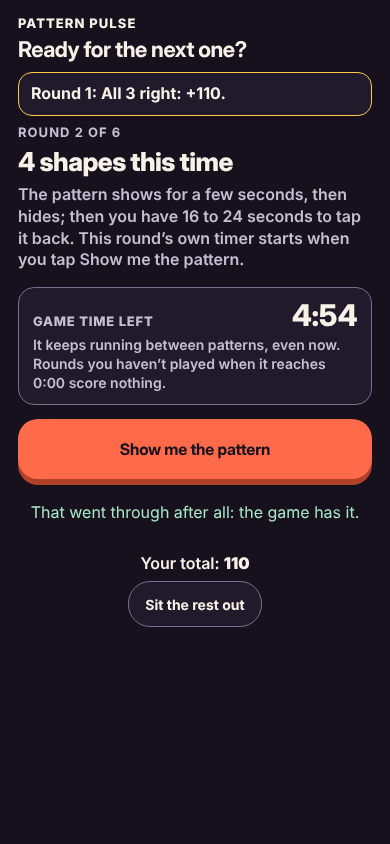 PATTERN PULSE
Ready for the next one?
Round 1: All 3 right: +110.
ROUND 2 OF 6
4 shapes this time
The pattern shows for a few seconds, then
hides; then you have 16 to 24 seconds to tap
it back. This round’s own timer starts when
you tap Show me the pattern.
GAME TIME LEFT
4:54
It keeps running between patterns, even now.
Rounds you haven’t played when it reaches
0:00 score nothing.
Show me the pattern
That went through after all: the game has it.
Your total: 110
Sit the rest out